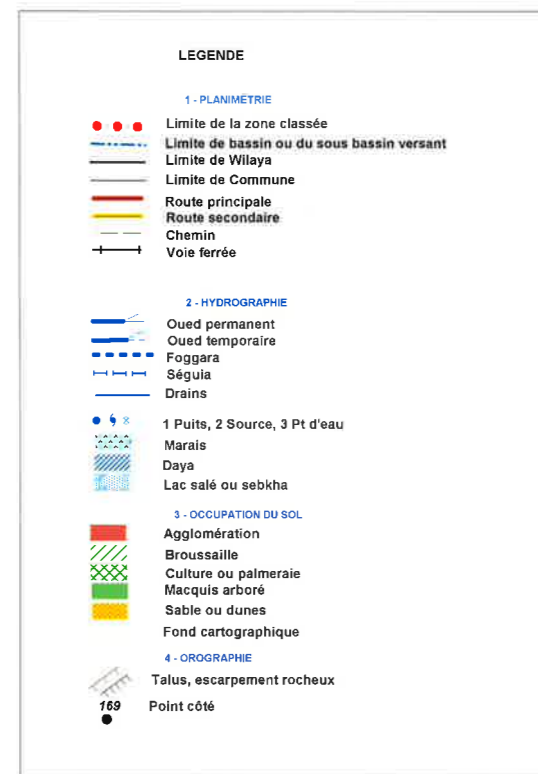 LEGENDE
1 - PLANIMÉTRIE
Limite de la zone classée
Limite de bassin ou du sous bassin versant
Limite de Wilaya
Limite de Commune
Route principale
Route secondaire
Chemin
Voie ferrée
2 - HYDROGRAPHIE
Oued permanent
Oued temporaire
Foggara
Séguia
Drains
1 Puits, 2 Source, 3 Pt d'eau
Marais
Daya
Lac salé ou sebkha
3 - OCCUPATION DU SOL
Agglomération
Broussaille
Culture ou palmeraie
Macquis arboré
Sable ou dunes
Fond cartographique
4 - OROGRAPHIE
Talus, escarpement rocheux
169 Point côté